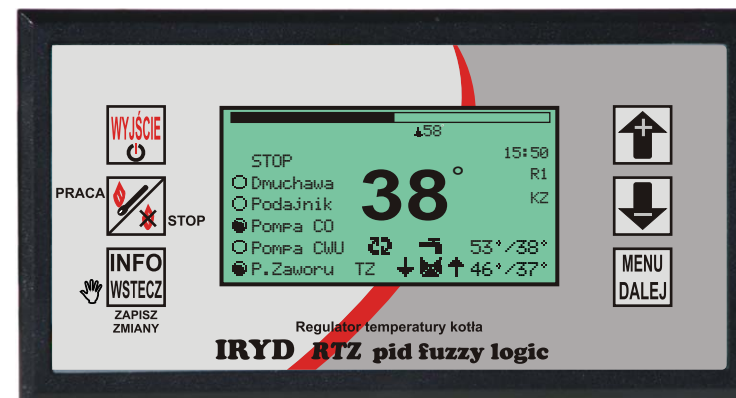 WYJŚCIE
PRACA
STOP
INFO
WSTECZ
ZAPISZ
ZMIANY
58
15:50
STOP
R1
Dmuchawa
38°
Podajnik
KZ
Pompa CO
Pompa CWU
53°/38°
P.Zaworu
TZ
46°/37°
MENU
DALEJ
Regulator temperatury kotła
IRYD RTZ pid fuzzy logic